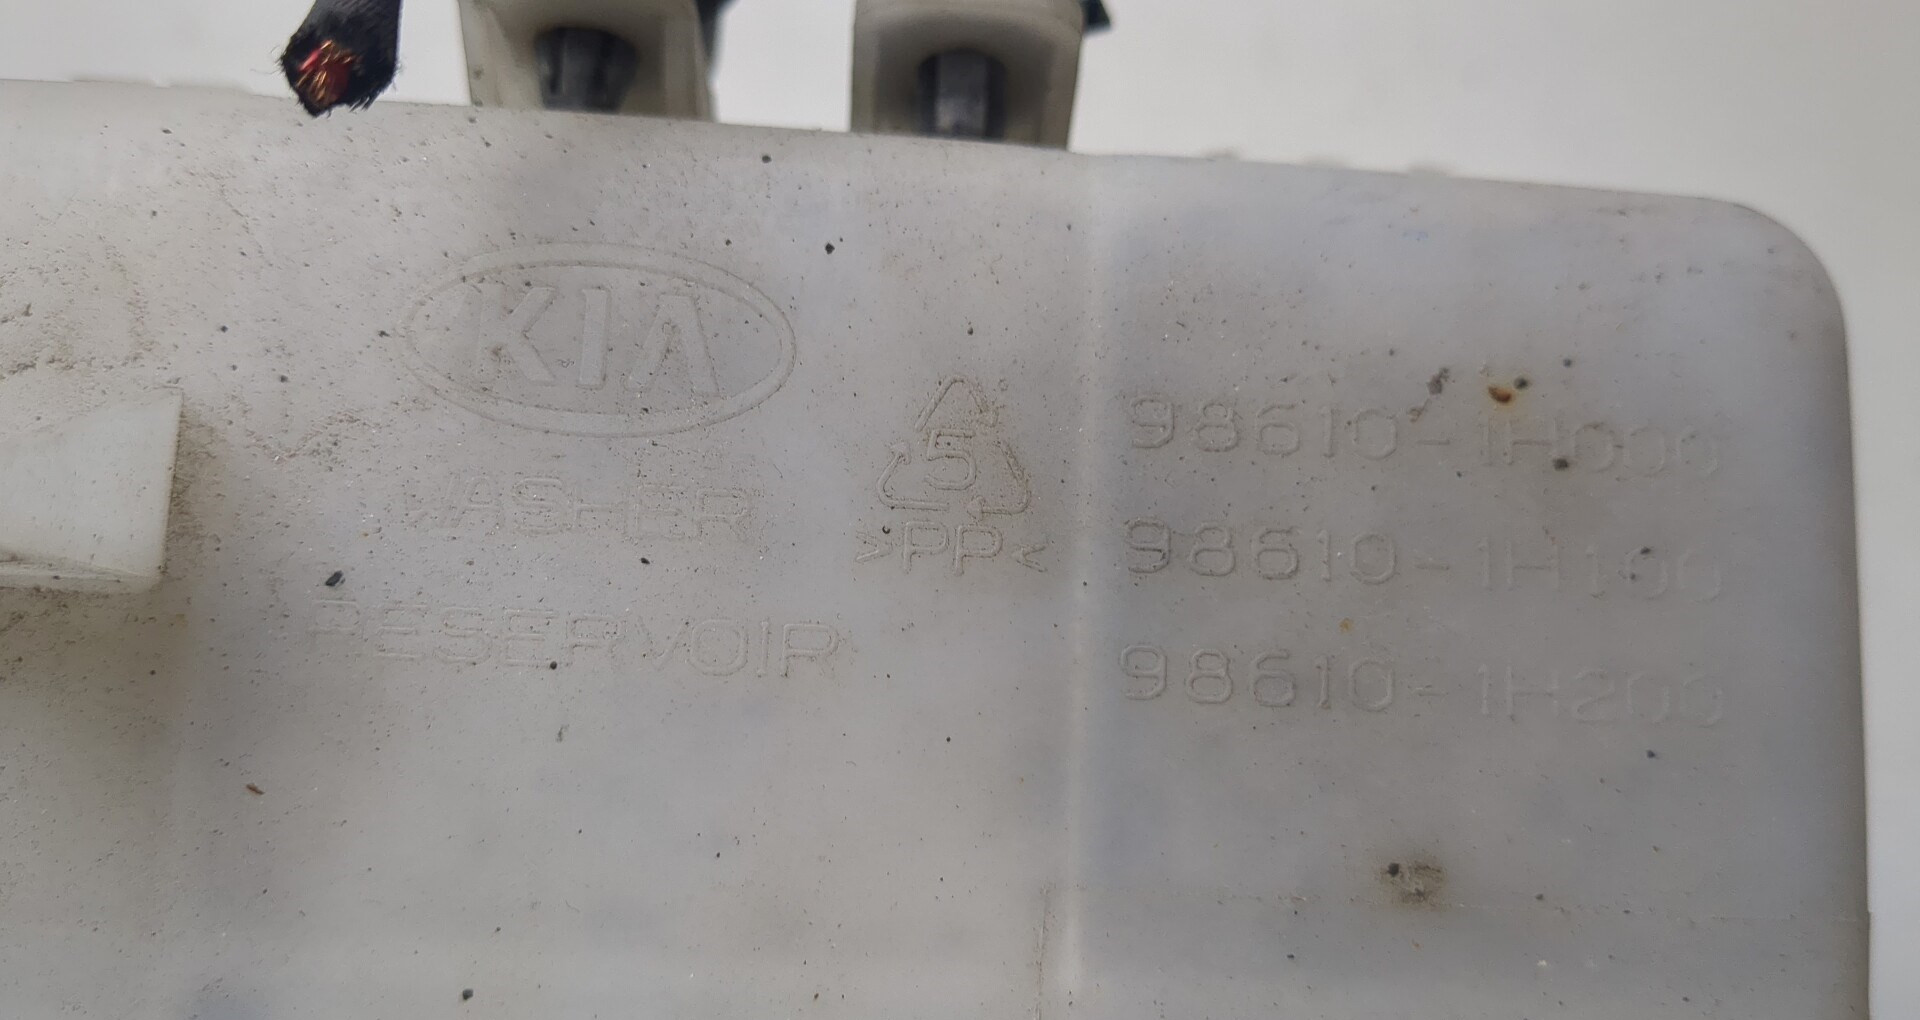 KIA
WASHER
RESERVOIR
5
>PP<
98610-1H000
98610-1H100
98610-1H200